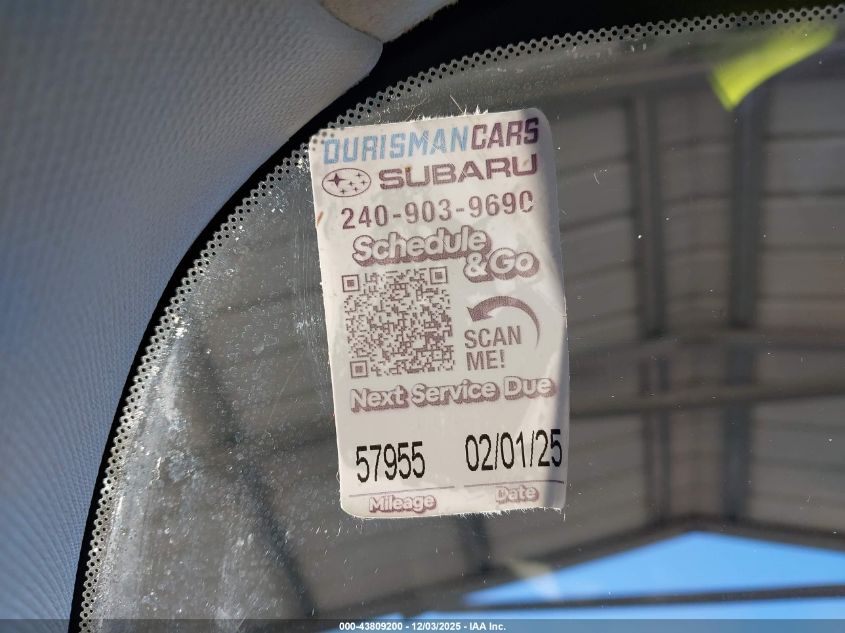 OURISMANCARS
SUBARU
240-903-9690
Schedule
&Go
SCAN
ME!
Next Service Due
57955 02/01/25
Mileage Date
000-43809200 - 12/03/2025 - IAA Inc.